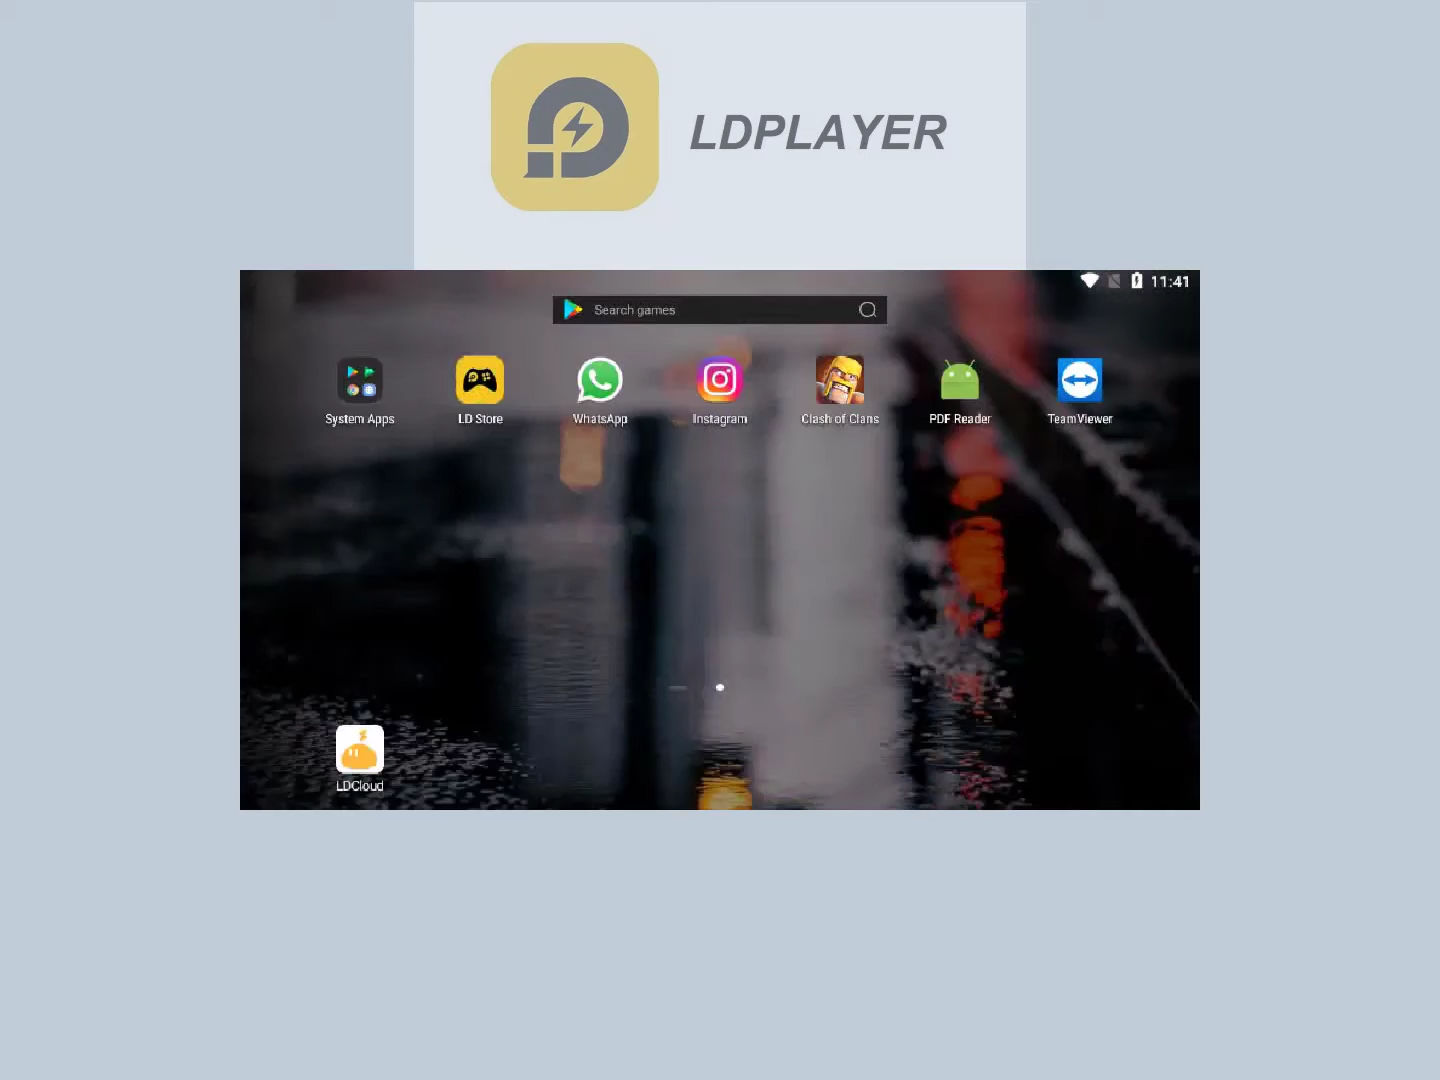 LDPLAYER
11:41
Search games
System Apps
LD Store
WhatsApp
Instagram
Clash of Clans
PDF Reader
TeamViewer
LDCloud